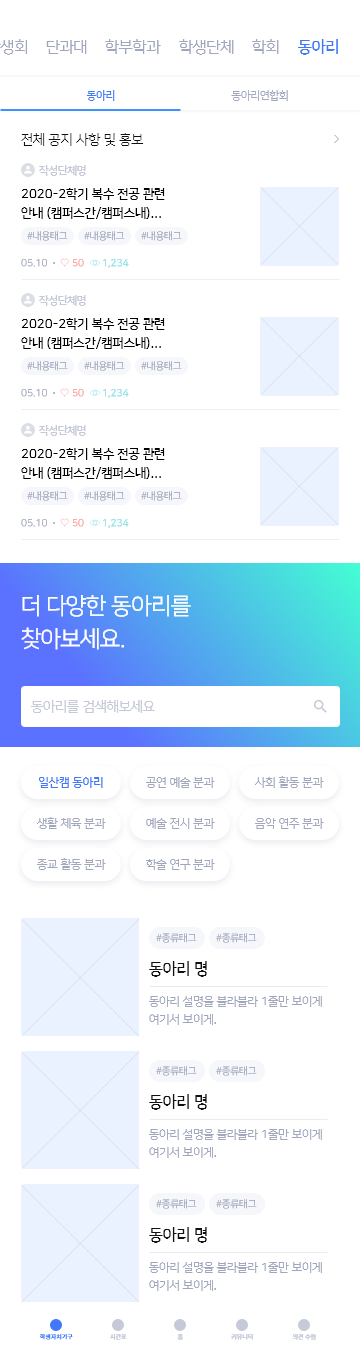 생회 단과대 학부학과 학생단체 학회 동아리
동아리 동아리연합회
전체 공지 사항 및 홍보
작성단체명
2020-2학기 복수 전공 관련
안내 (캠퍼스간/캠퍼스내)...
#내용태그 #내용태그 #내용태그
05.10 • 50 1,234
작성단체명
2020-2학기 복수 전공 관련
안내 (캠퍼스간/캠퍼스내)...
#내용태그 #내용태그 #내용태그
05.10 • 50 1,234
작성단체명
2020-2학기 복수 전공 관련
안내 (캠퍼스간/캠퍼스내)...
#내용태그 #내용태그 #내용태그
05.10 • 50 1,234
더 다양한 동아리를
찾아보세요.
동아리를 검색해보세요
일산캠 동아리 공연 예술 분과 사회 활동 분과
생활 체육 분과 예술 전시 분과 음악 연주 분과
종교 활동 분과 학술 연구 분과
#종류태그 #종류태그
동아리 명
동아리 설명을 블라블라 1줄만 보이게
여기서 보이게.
#종류태그 #종류태그
동아리 명
동아리 설명을 블라블라 1줄만 보이게
여기서 보이게.
#종류태그 #종류태그
동아리 명
동아리 설명을 블라블라 1줄만 보이게
여기서 보이게.
학생자치기구 시간표 홈 커뮤니티 의견 수렴